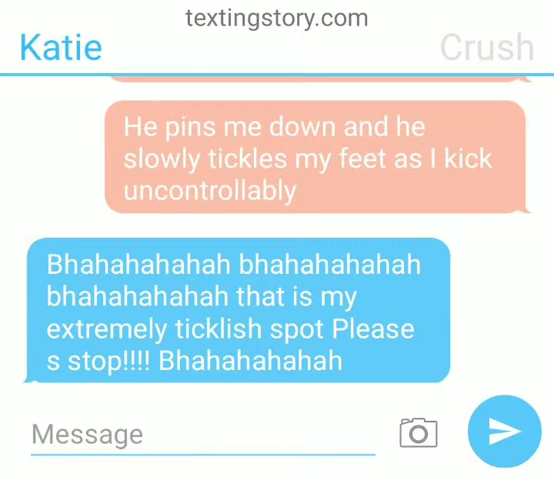 textingstory.com
Katie
Crush
He pins me down and he
slowly tickles my feet as I kick
uncontrollably
Bhahahahahah bhahahahahah
bhahahahahah that is my
extremely ticklish spot Please
s stop!!!! Bhahahahahah
Message